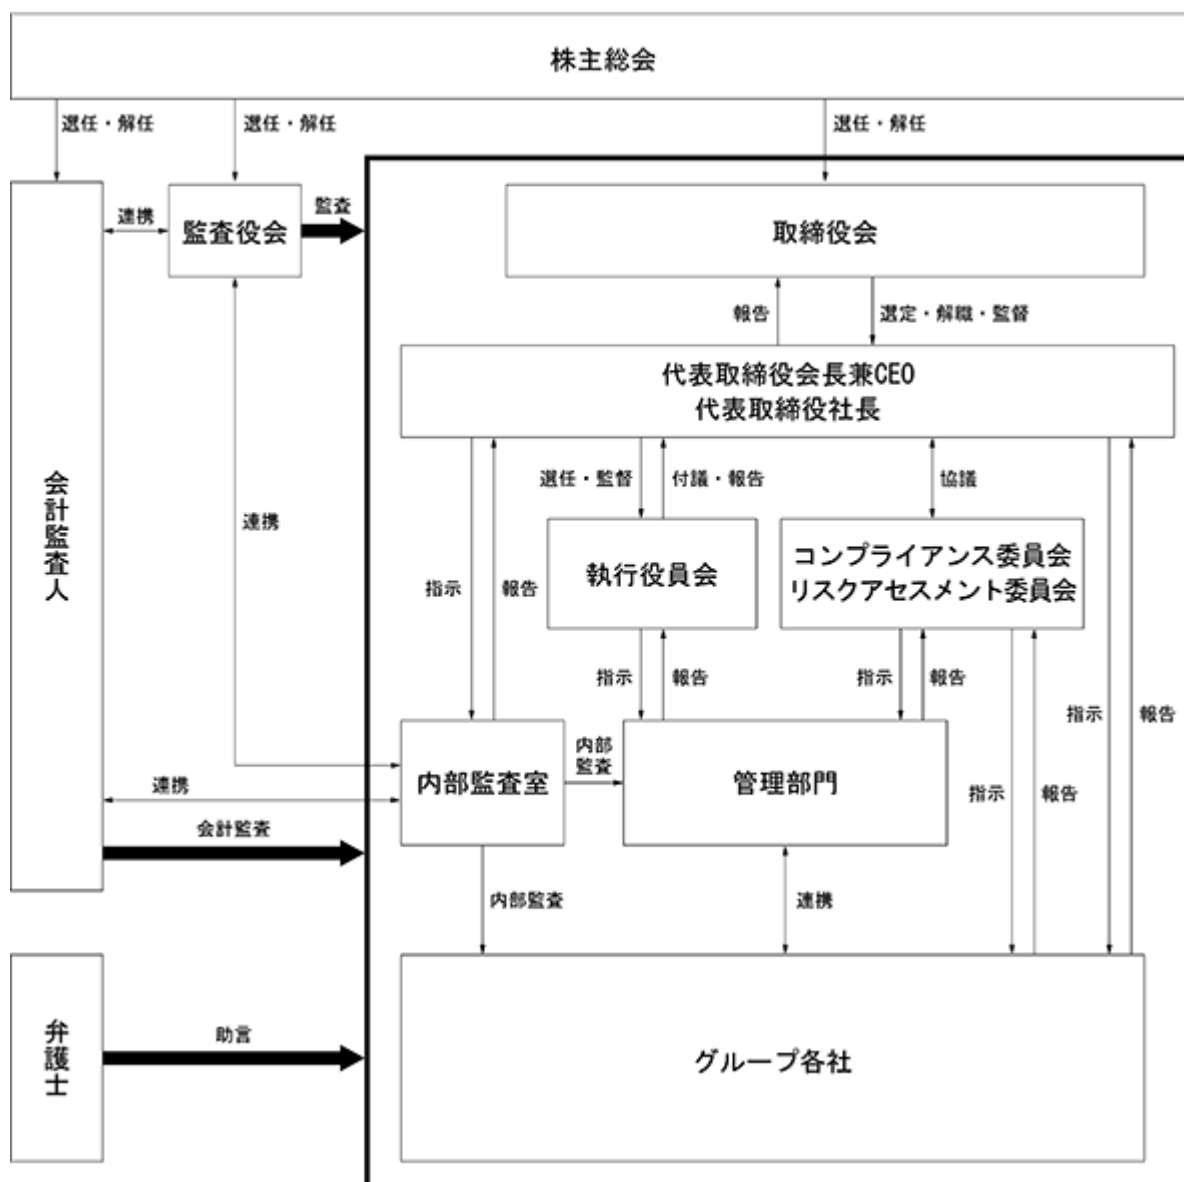 株主総会
選任・解任
選任・解任
選任・解任
連携
監査役会
監査
取締役会
報告
選定・解職・監督
代表取締役会長兼CEO
代表取締役社長
会計監査人
連携
指示
報告
選任・監督
付議・報告
協議
執行役員会
コンプライアンス委員会
リスクアセスメント委員会
指示
報告
指示
報告
指示
報告
指示
報告
連携
内部監査室
内部
監査
管理部門
会計監査
内部監査
連携
弁護士
助言
グループ各社